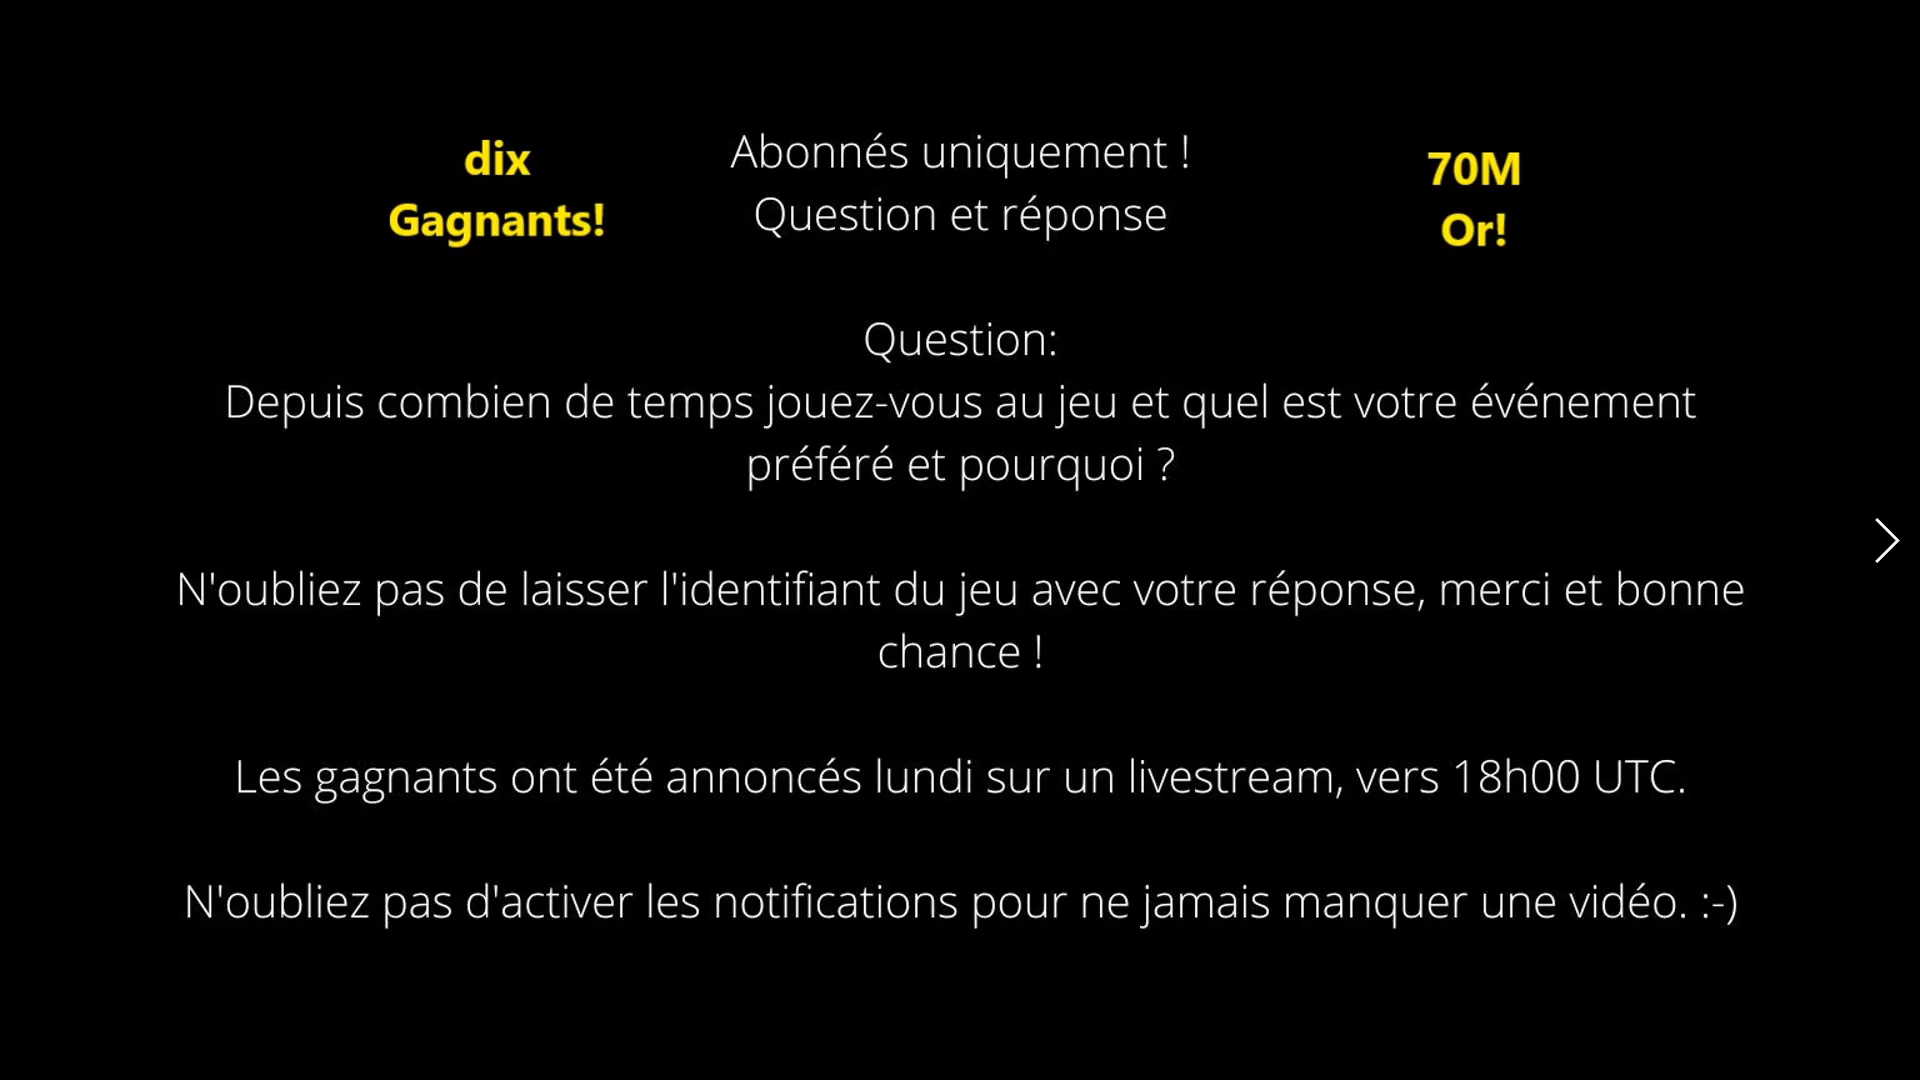 dix
Gagnants!
Abonnés uniquement !
Question et réponse
70M
Or!
Question:
Depuis combien de temps jouez-vous au jeu et quel est votre événement
préféré et pourquoi ?
N'oubliez pas de laisser l'identifiant du jeu avec votre réponse, merci et bonne
chance !
Les gagnants ont été annoncés lundi sur un livestream, vers 18h00 UTC.
N'oubliez pas d'activer les notifications pour ne jamais manquer une vidéo. :-)